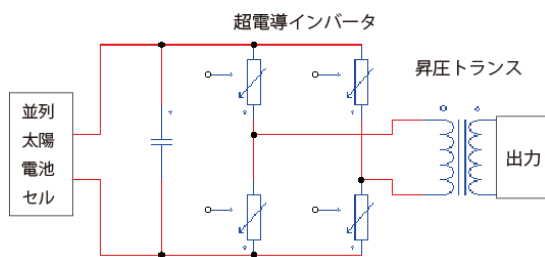 超電導インバータ
昇圧トランス
並列
太陽
電池
セル
出力